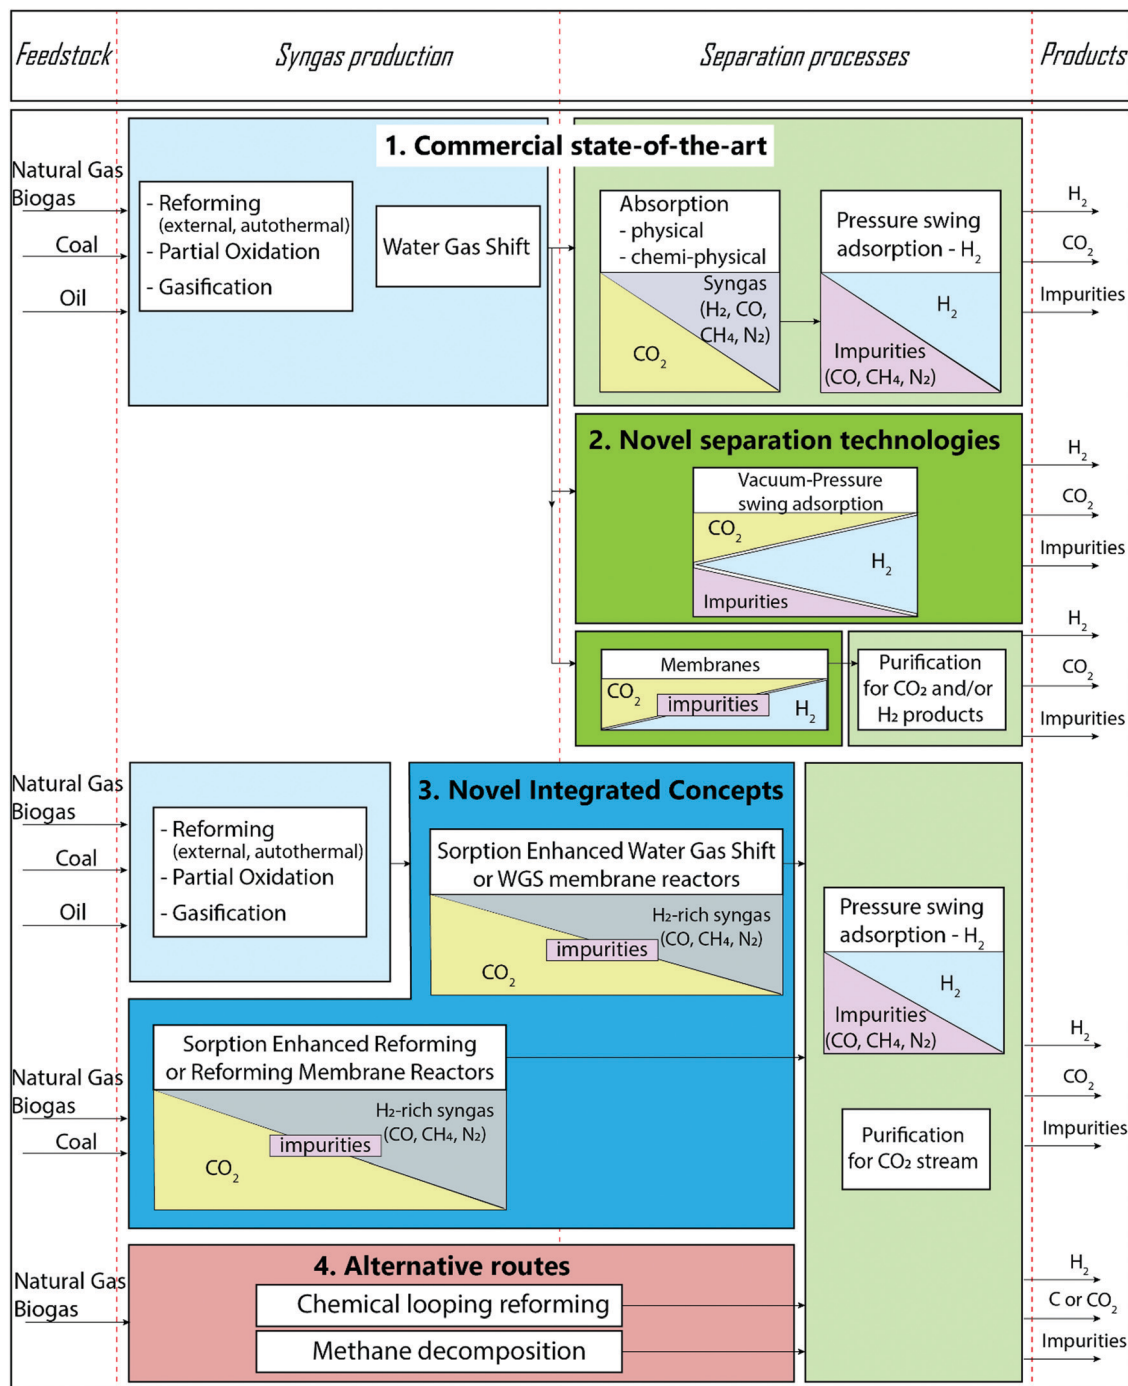 Feedstock
Syngas production
Separation processes
Products
1. Commercial state-of-the-art
Natural Gas
Biogas
Coal
Oil
- Reforming
(external, autothermal)
- Partial Oxidation
- Gasification
Water Gas Shift
Absorption
- physical
- chemi-physical
Syngas
(H₂, CO,
CH₄, N₂)
CO₂
Pressure swing
adsorption - H₂
H₂
Impurities
(CO, CH₄, N₂)
H₂
CO₂
Impurities
2. Novel separation technologies
Vacuum-Pressure
swing adsorption
CO₂
H₂
Impurities
H₂
CO₂
Impurities
Membranes
CO₂
impurities
H₂
Purification
for CO₂ and/or
H₂ products
H₂
CO₂
Impurities
3. Novel Integrated Concepts
Natural Gas
Biogas
Coal
Oil
- Reforming
(external, autothermal)
- Partial Oxidation
- Gasification
Sorption Enhanced Water Gas Shift
or WGS membrane reactors
H₂-rich syngas
(CO, CH₄, N₂)
impurities
CO₂
Pressure swing
adsorption - H₂
H₂
Impurities
(CO, CH₄, N₂)
Natural Gas
Biogas
Coal
Sorption Enhanced Reforming
or Reforming Membrane Reactors
H₂-rich syngas
(CO, CH₄, N₂)
impurities
CO₂
Purification
for CO₂ stream
H₂
CO₂
Impurities
4. Alternative routes
Natural Gas
Biogas
Chemical looping reforming
Methane decomposition
H₂
C or CO₂
Impurities